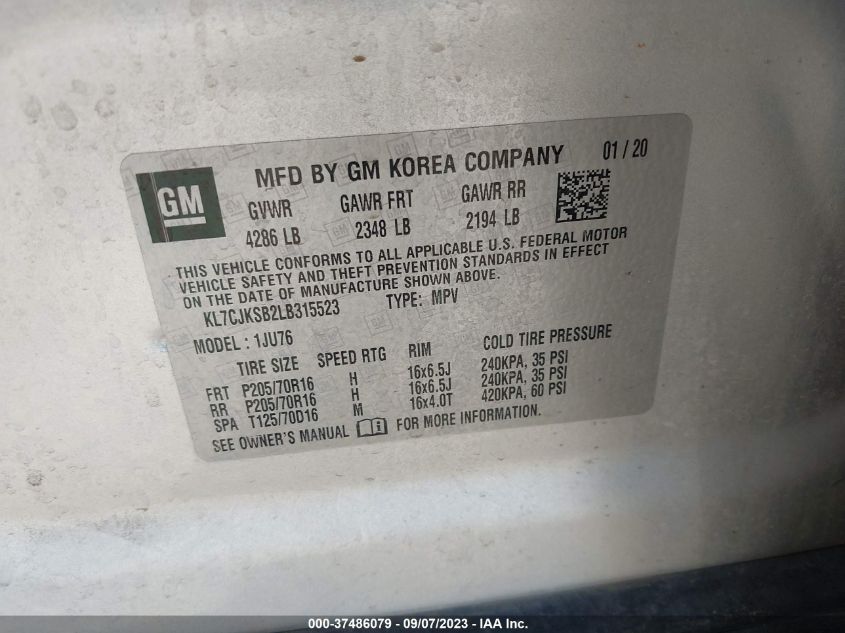 GM
MFD BY GM KOREA COMPANY 01 / 20
GVWR GAWR FRT GAWR RR
4286 LB 2348 LB 2194 LB
THIS VEHICLE CONFORMS TO ALL APPLICABLE U.S. FEDERAL MOTOR
VEHICLE SAFETY AND THEFT PREVENTION STANDARDS IN EFFECT
ON THE DATE OF MANUFACTURE SHOWN ABOVE.
KL7CJKSB2LB315523 TYPE: MPV
MODEL : 1JU76
TIRE SIZE SPEED RTG RIM COLD TIRE PRESSURE
FRT P205/70R16 H 16x6.5J 240KPA, 35 PSI
RR P205/70R16 H 16x6.5J 240KPA, 35 PSI
SPA T125/70D16 M 16x4.0T 420KPA, 60 PSI
SEE OWNER'S MANUAL FOR MORE INFORMATION.
000-37486079 - 09/07/2023 - IAA Inc.